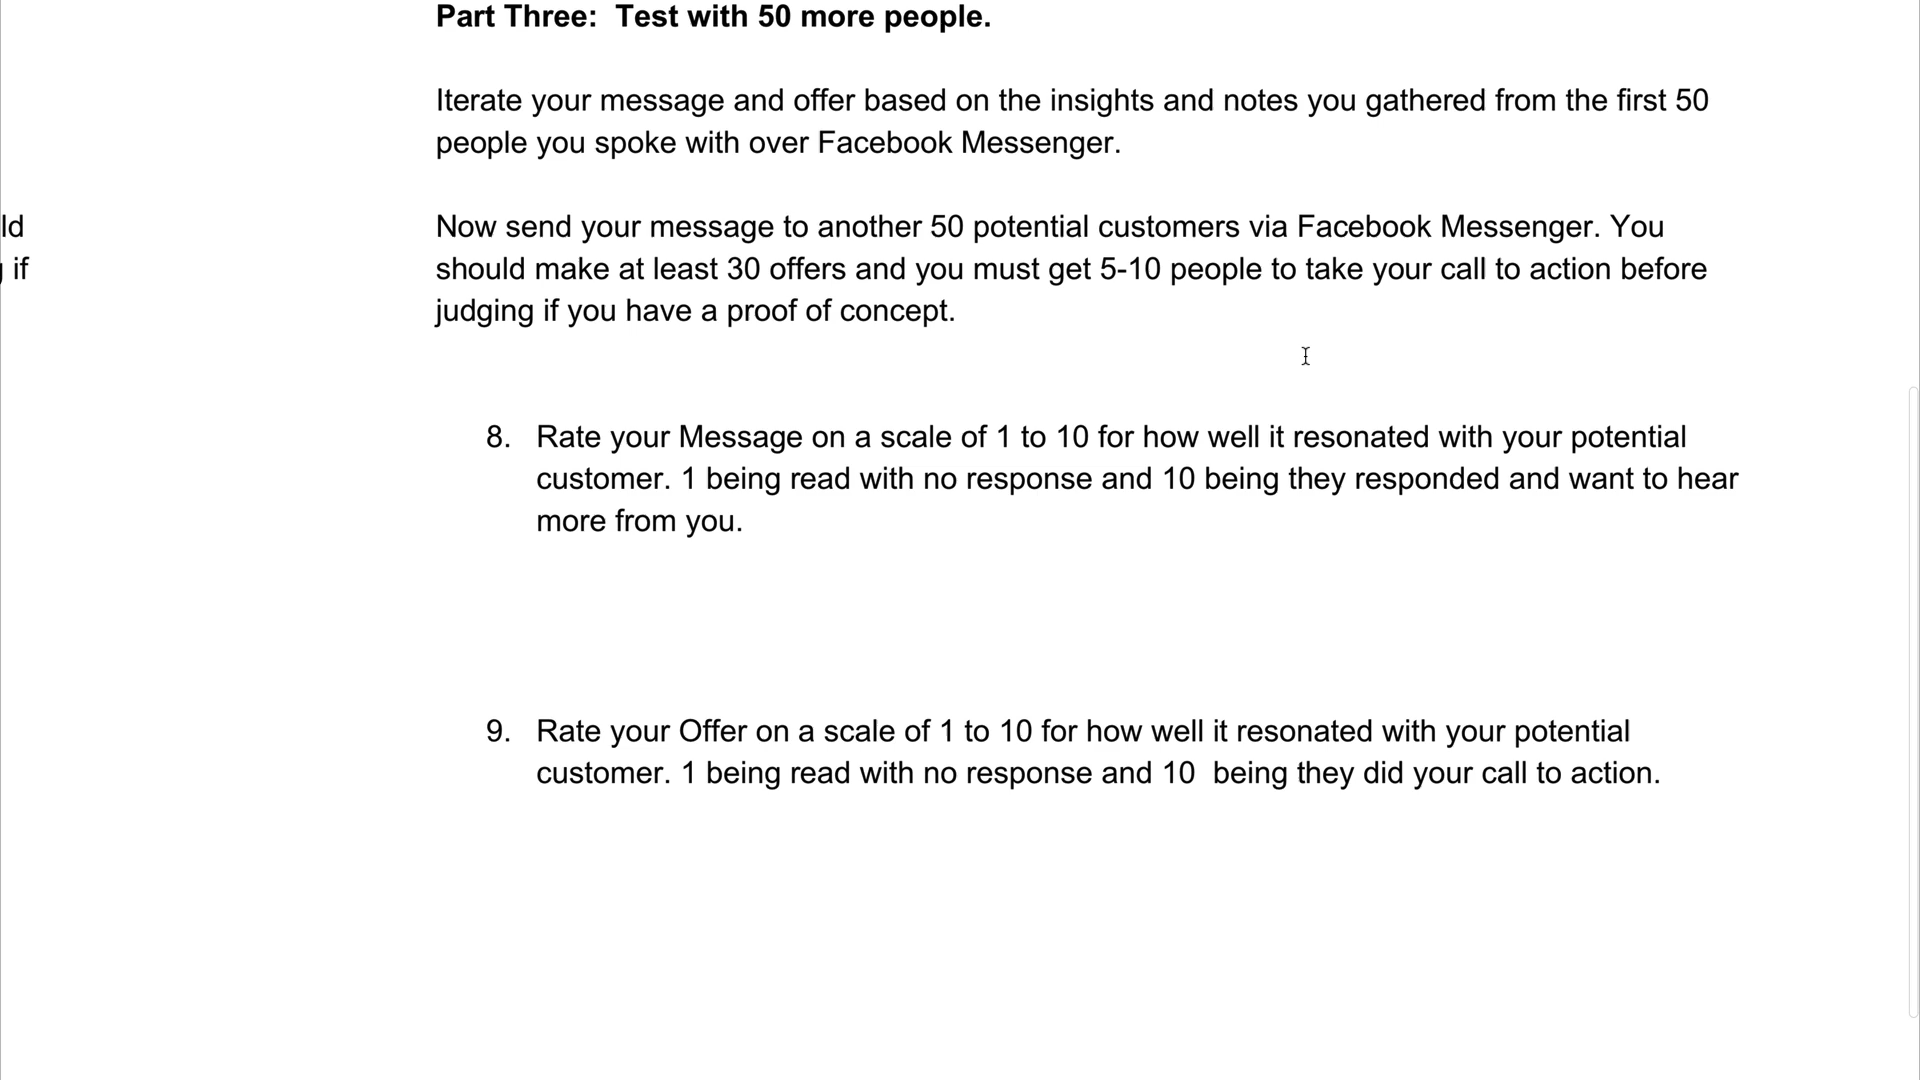 Part Three:  Test with 50 more people.
Iterate your message and offer based on the insights and notes you gathered from the first 50
people you spoke with over Facebook Messenger.
ld
if
Now send your message to another 50 potential customers via Facebook Messenger. You
should make at least 30 offers and you must get 5-10 people to take your call to action before
judging if you have a proof of concept.
8. Rate your Message on a scale of 1 to 10 for how well it resonated with your potential
customer. 1 being read with no response and 10 being they responded and want to hear
more from you.
9. Rate your Offer on a scale of 1 to 10 for how well it resonated with your potential
customer. 1 being read with no response and 10  being they did your call to action.